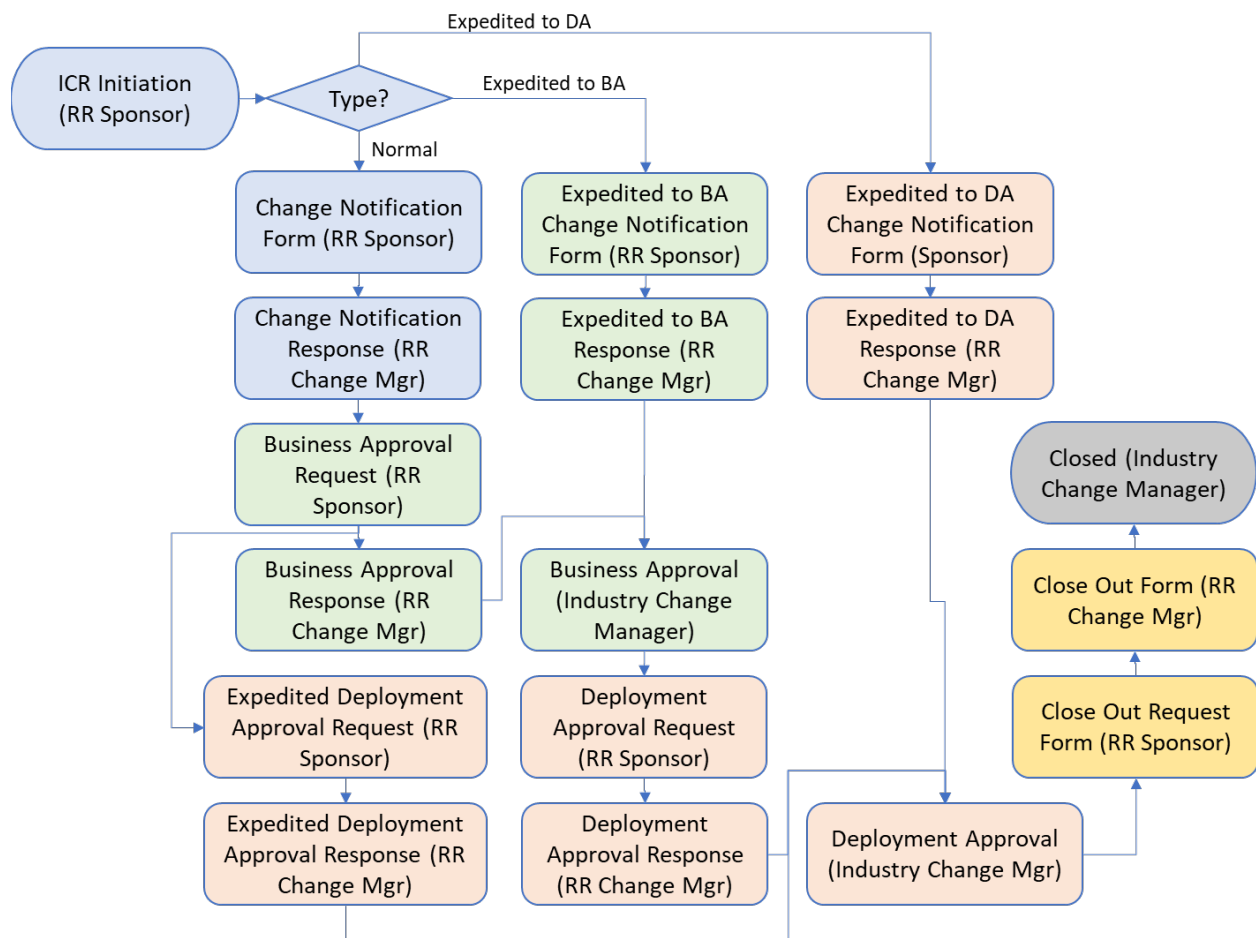 Expedited to DA
ICR Initiation
(RR Sponsor)
Type?
Expedited to BA
Normal
Change Notification
Form (RR Sponsor)
Expedited to BA
Change Notification
Form (RR Sponsor)
Expedited to DA
Change Notification
Form (Sponsor)
Change Notification
Response (RR
Change Mgr)
Expedited to BA
Response (RR
Change Mgr)
Expedited to DA
Response (RR
Change Mgr)
Business Approval
Request (RR
Sponsor)
Closed (Industry
Change Manager)
Business Approval
Response (RR
Change Mgr)
Business Approval
(Industry Change
Manager)
Close Out Form (RR
Change Mgr)
Expedited Deployment
Approval Request (RR
Sponsor)
Deployment
Approval Request
(RR Sponsor)
Close Out Request
Form (RR Sponsor)
Expedited Deployment
Approval Response (RR
Change Mgr)
Deployment
Approval Response
(RR Change Mgr)
Deployment Approval
(Industry Change Mgr)